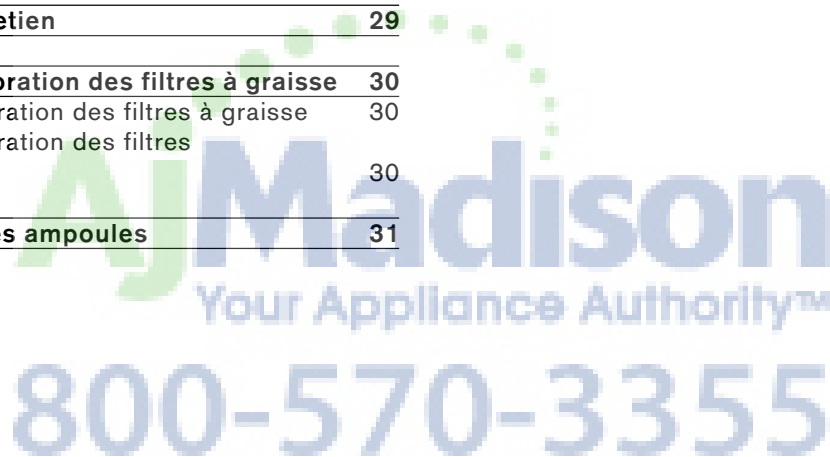 etien 29
oration des filtres à graisse 30
ration des filtres à graisse 30
ration des filtres
30
es ampoules 31
AjMadison
Your Appliance Authority™
800-570-3355